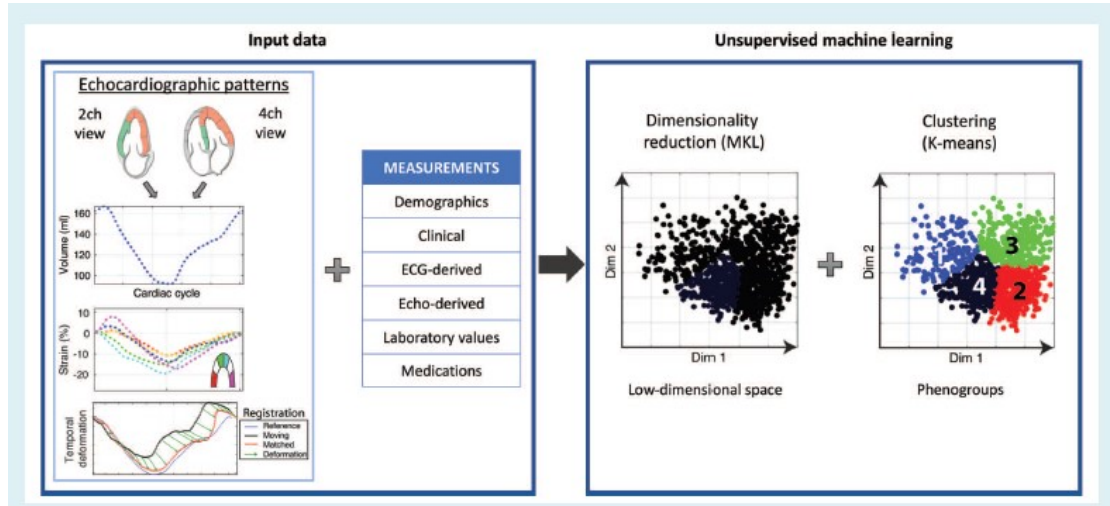 Input data
Unsupervised machine learning
Echocardiographic patterns
2ch
view
4ch
view
Volume (ml)
160
140
120
100
Cardiac cycle
Strain (%)
10
0
-10
-20
Temporal
deformation
Registration
Reference
Moving
Matched
Deformation
+
MEASUREMENTS
Demographics
Clinical
ECG-derived
Echo-derived
Laboratory values
Medications
Dimensionality
reduction (MKL)
Dim 2
Dim 1
Low-dimensional space
+
Clustering
(K-means)
Dim 2
3
4
2
Dim 1
Phenogroups